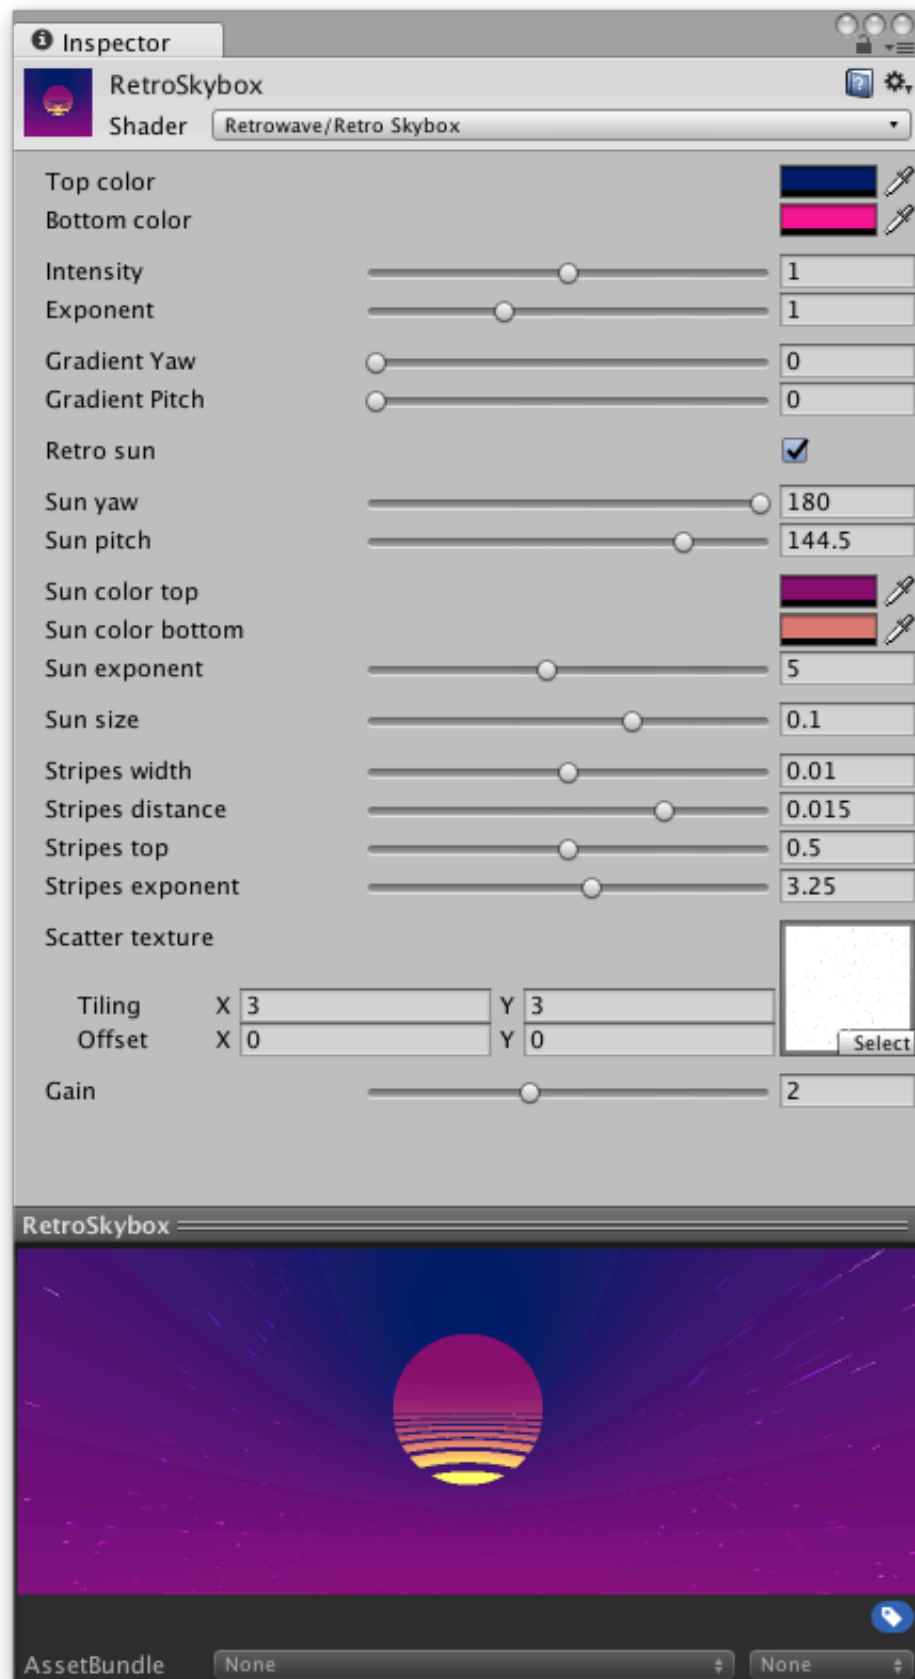 Inspector
RetroSkybox
Shader Retrowave/Retro Skybox
Top color
Bottom color
Intensity 1
Exponent 1
Gradient Yaw 0
Gradient Pitch 0
Retro sun
Sun yaw 180
Sun pitch 144.5
Sun color top
Sun color bottom
Sun exponent 5
Sun size 0.1
Stripes width 0.01
Stripes distance 0.015
Stripes top 0.5
Stripes exponent 3.25
Scatter texture
Tiling X 3 Y 3
Offset X 0 Y 0
Select
Gain 2
RetroSkybox
AssetBundle None None